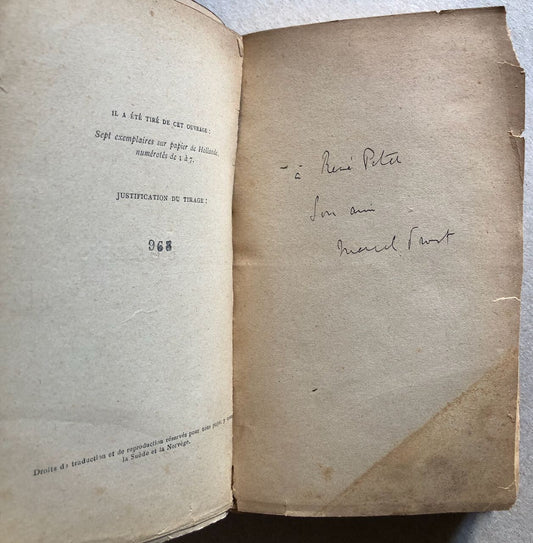 IL A ÉTÉ TIRÉ DE CET OUVRAGE :
Sept exemplaires sur papier de Hollande,
numérotés de 1 à 7.
JUSTIFICATION DU TIRAGE :
968
Droits de traduction et de reproduction réservés pour tous pays, y compris
la Suède et la Norvège.
— à René Peter
Son ami
Marcel Proust